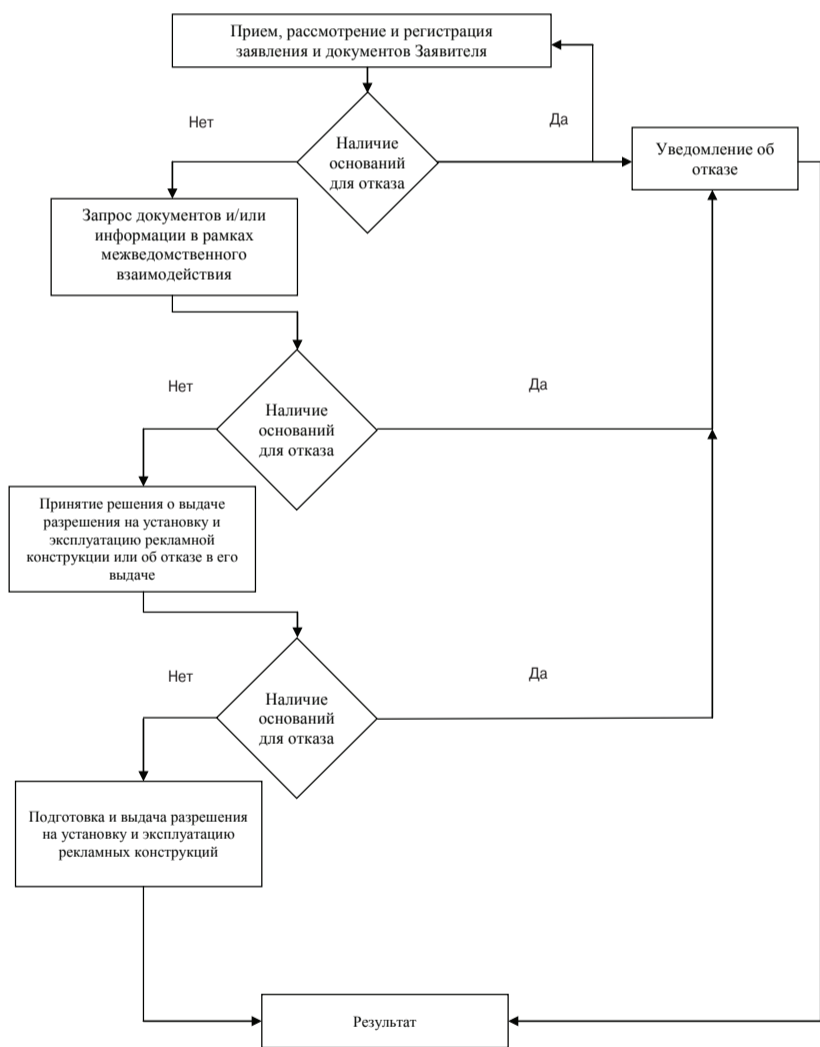 Прием, рассмотрение и регистрация
заявления и документов Заявителя
Нет
Да
Наличие
оснований
для отказа
Уведомление об
отказе
Запрос документов и/или
информации в рамках
межведомственного
взаимодействия
Нет
Да
Наличие
оснований
для отказа
Принятие решения о выдаче
разрешения на установку и
эксплуатацию рекламной
конструкции или об отказе в его
выдаче
Нет
Да
Наличие
оснований
для отказа
Подготовка и выдача разрешения
на установку и эксплуатацию
рекламных конструкций
Результат